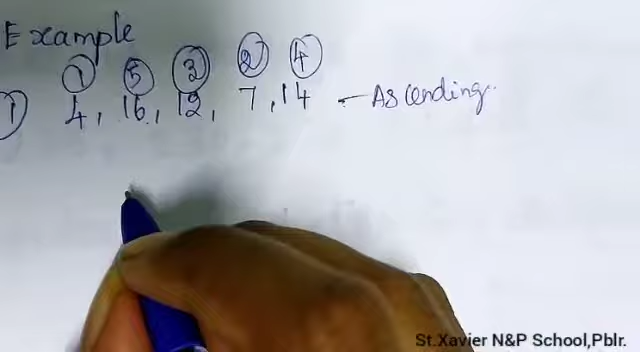 Example
1 5 3 2 4
1) 4, 16, 12, 7, 14 - Ascending.
St.Xavier N&P School,Pblr.